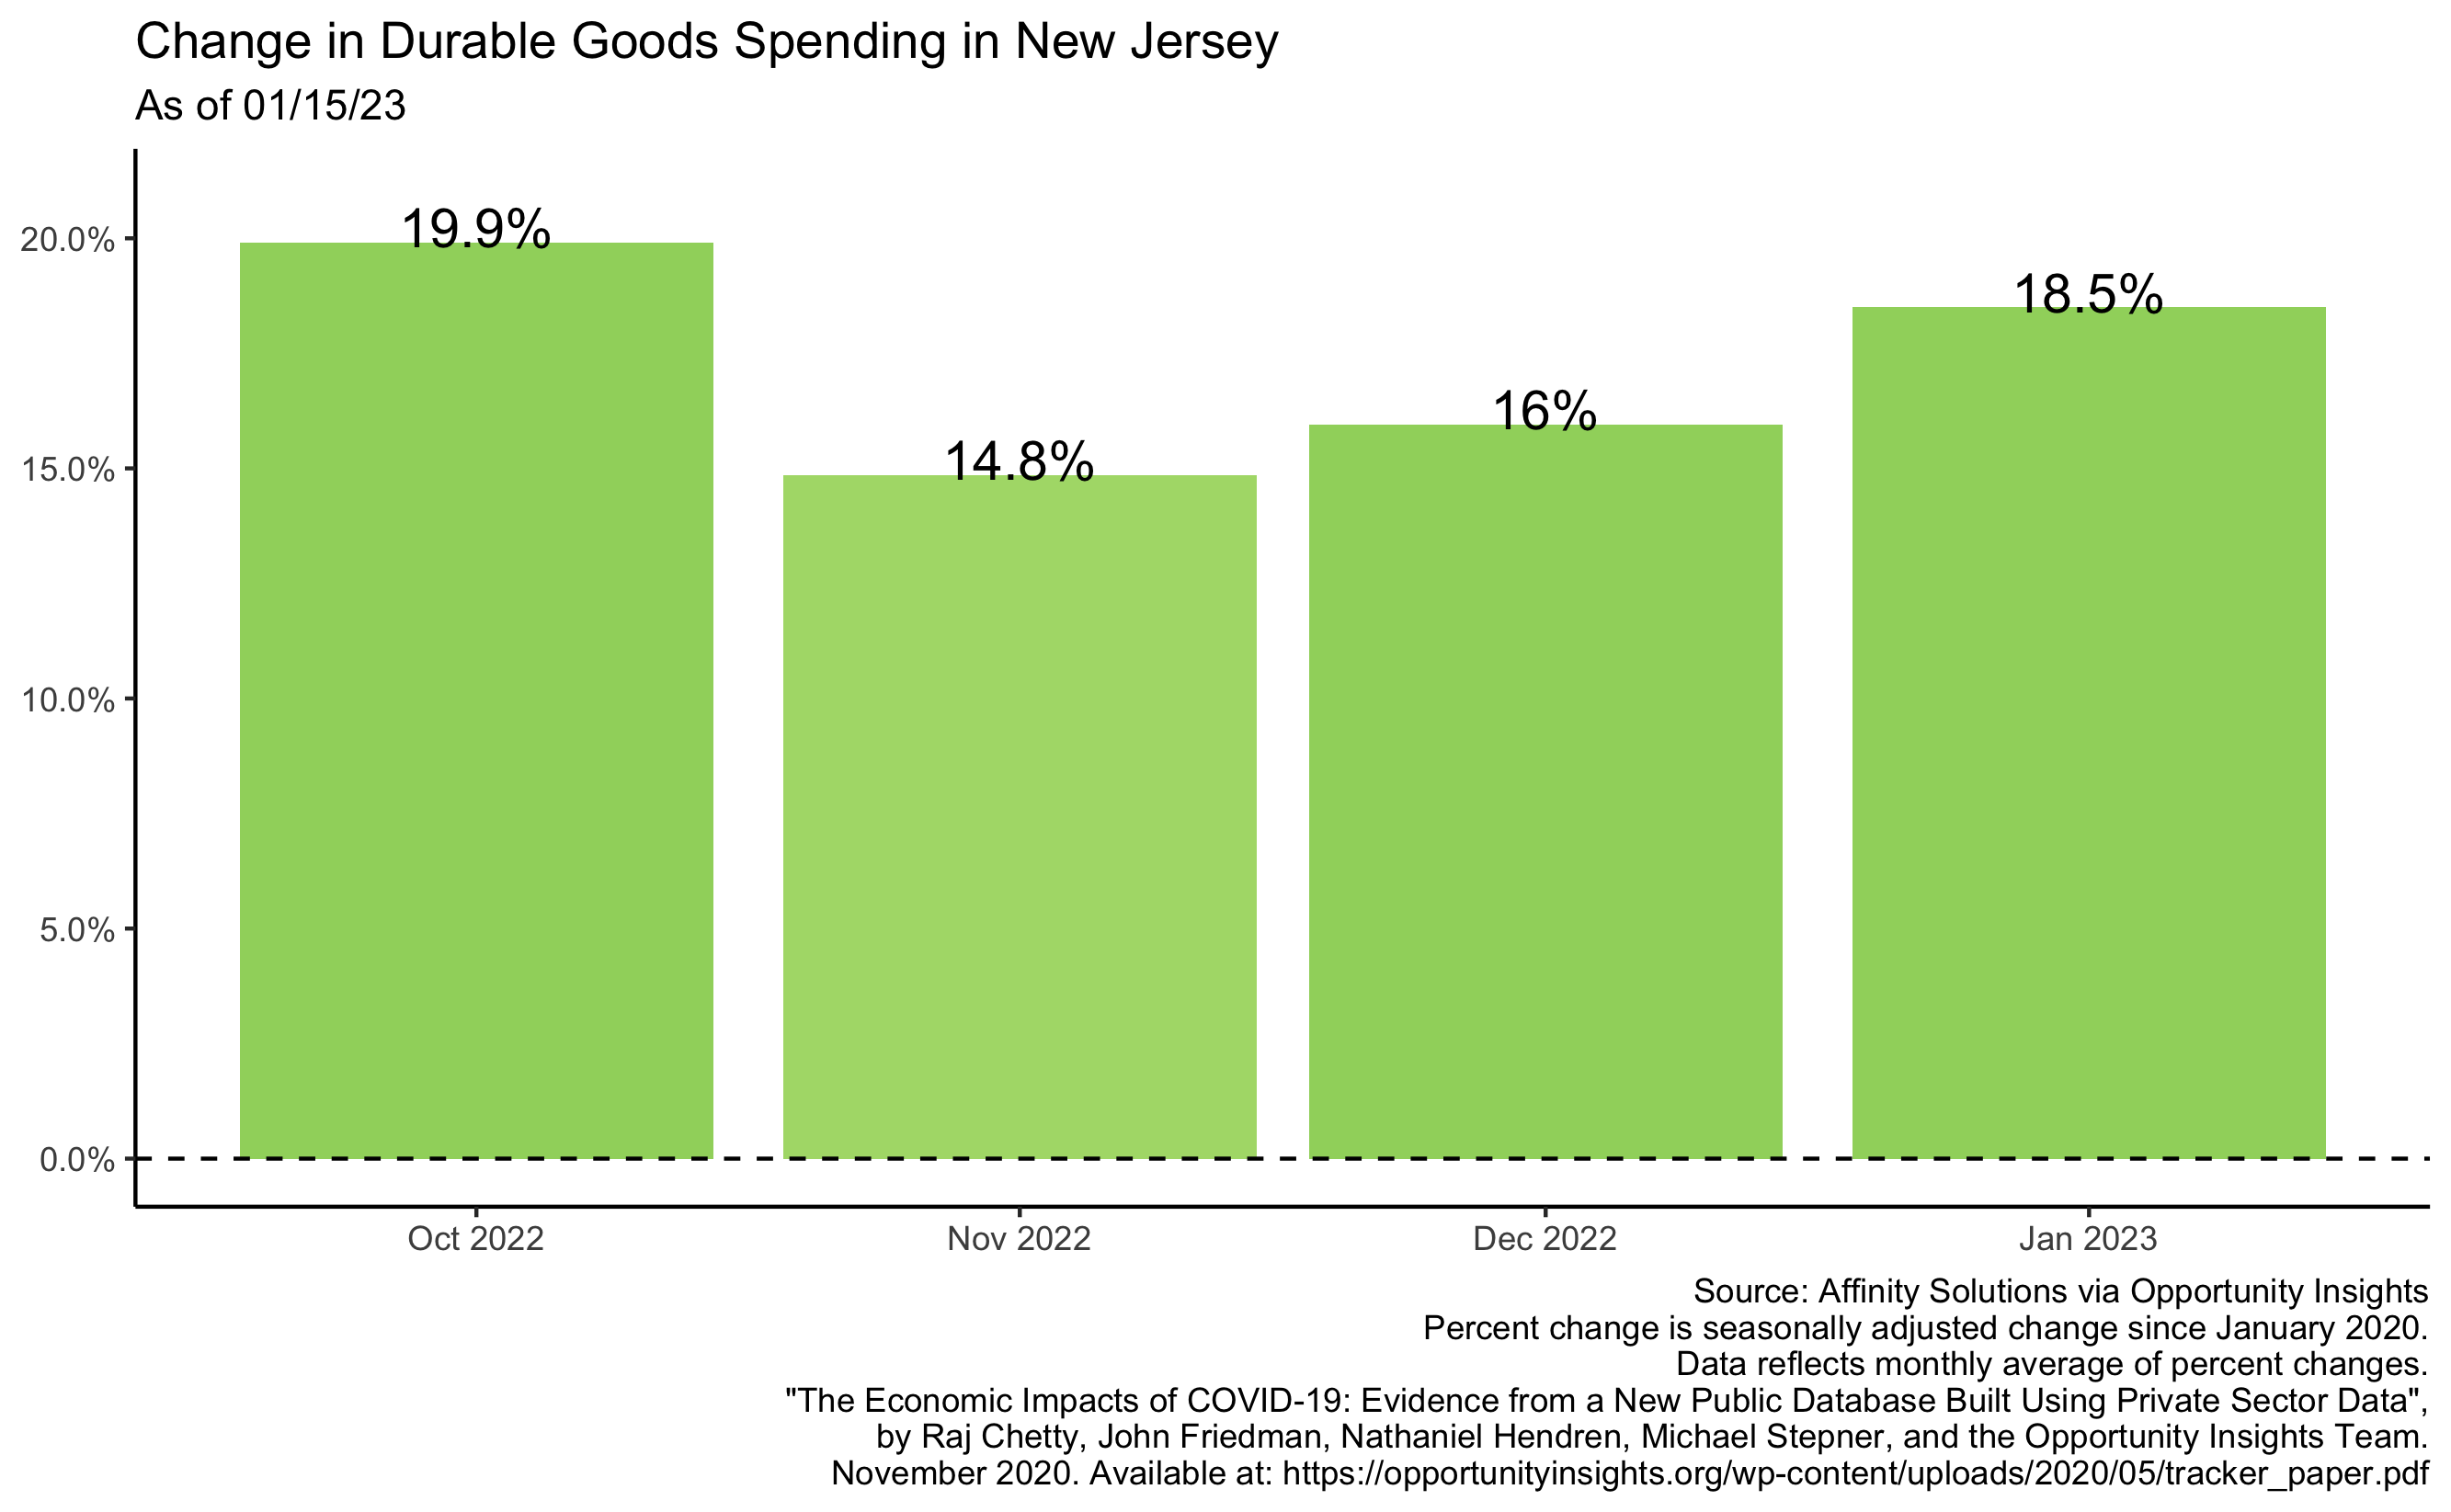 Change in Durable Goods Spending in New Jersey
As of 01/15/23
20.0%
15.0%
10.0%
5.0%
0.0%
19.9%
14.8%
16%
18.5%
Oct 2022
Nov 2022
Dec 2022
Jan 2023
Source: Affinity Solutions via Opportunity Insights
Percent change is seasonally adjusted change since January 2020.
Data reflects monthly average of percent changes.
"The Economic Impacts of COVID-19: Evidence from a New Public Database Built Using Private Sector Data",
by Raj Chetty, John Friedman, Nathaniel Hendren, Michael Stepner, and the Opportunity Insights Team.
November 2020. Available at: https://opportunityinsights.org/wp-content/uploads/2020/05/tracker_paper.pdf